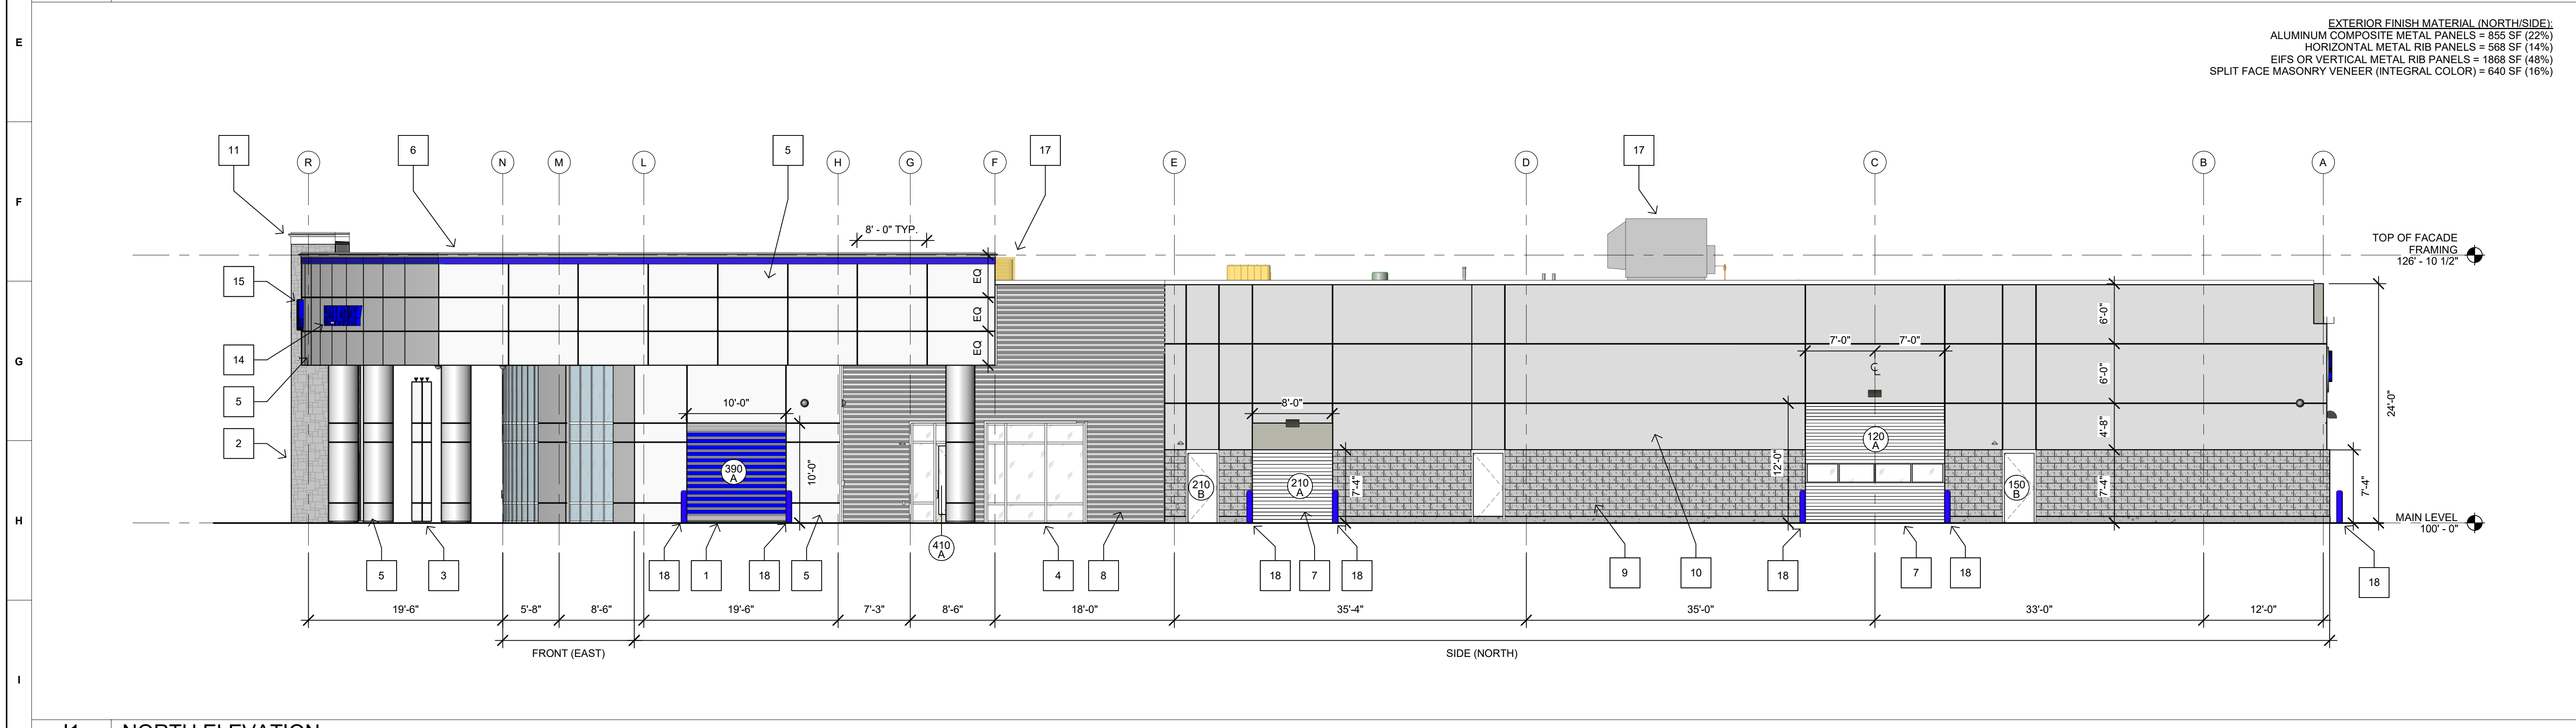 EXTERIOR FINISH MATERIAL (NORTH/SIDE):
ALUMINUM COMPOSITE METAL PANELS = 855 SF (22%)
HORIZONTAL METAL RIB PANELS = 568 SF (14%)
EIFS OR VERTICAL METAL RIB PANELS = 1868 SF (48%)
SPLIT FACE MASONRY VENEER (INTEGRAL COLOR) = 640 SF (16%)
E
F
G
H
I
11
6
5
17
17
R
N
M
L
H
G
F
E
D
C
B
A
8' - 0" TYP.
TOP OF FACADE
FRAMING
126' - 10 1/2"
15
14
5
2
EQ
EQ
EQ
6'-0"
6'-0"
4'-8"
7'-4"
24'-0"
7'-4"
7'-0"
7'-0"
CL
10'-0"
10'-0"
8'-0"
7'-4"
12'-0"
390
A
410
A
210
B
210
A
120
A
150
B
MAIN LEVEL
100' - 0"
5
3
18
1
18
5
4
8
18
7
18
9
10
18
7
18
18
19'-6"
5'-8"
8'-6"
19'-6"
7'-3"
8'-6"
18'-0"
35'-4"
35'-0"
33'-0"
12'-0"
FRONT (EAST)
SIDE (NORTH)
I1
NORTH ELEVATION